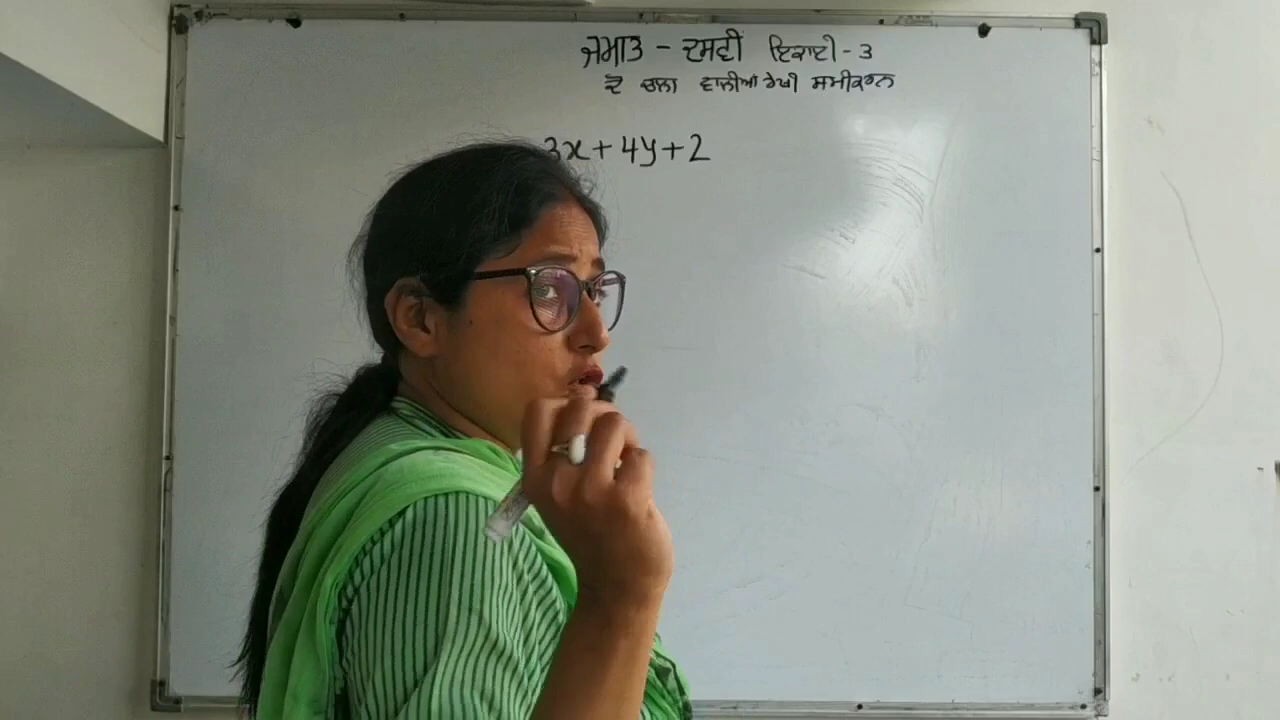 ਜਮਾਤ - ਦਸਵੀਂ ਇਕਾਈ - 3
ਦੋ ਚਲਾਂ ਵਾਲੀਆਂ ਰੇਖੀ ਸਮੀਕਰਨ
3x + 4y + 2